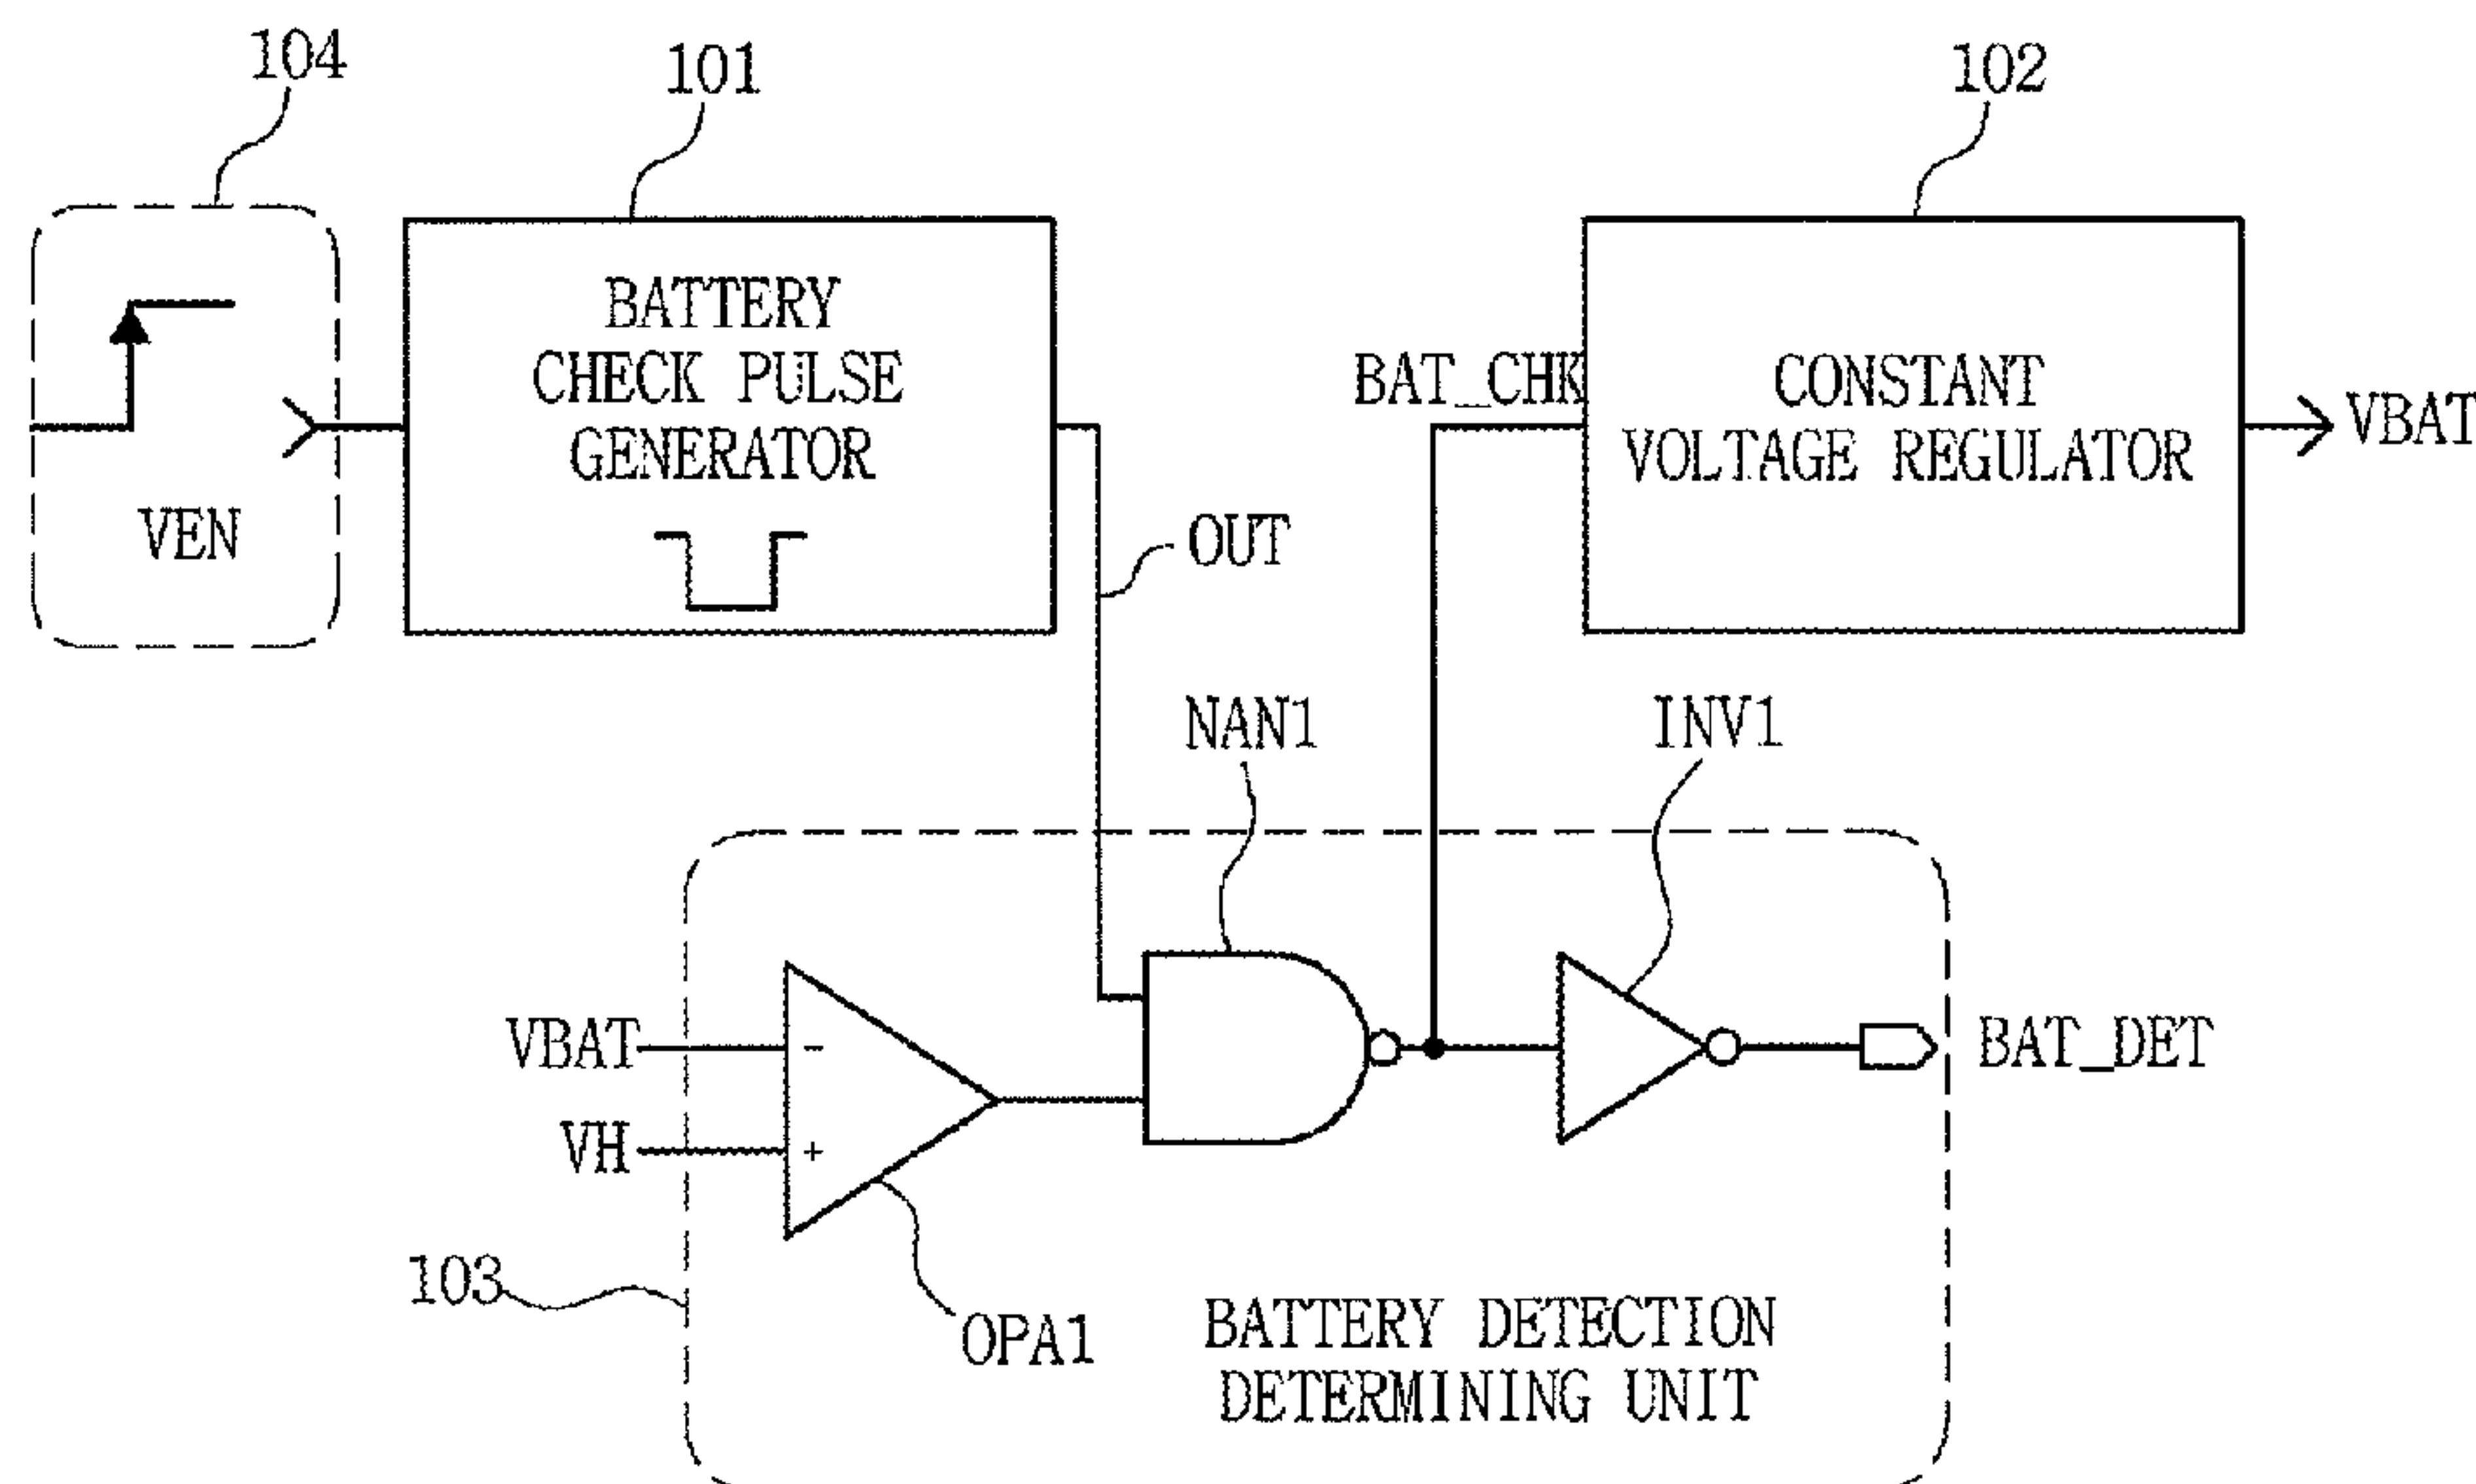 104
101
102
BATTERY
CHECK PULSE
GENERATOR
VEN
BAT_CHK
CONSTANT
VOLTAGE REGULATOR
VBAT
OUT
NAN1
INV1
VBAT
-
VH
+
BAT_DET
103
OPA1
BATTERY DETECTION
DETERMINING UNIT